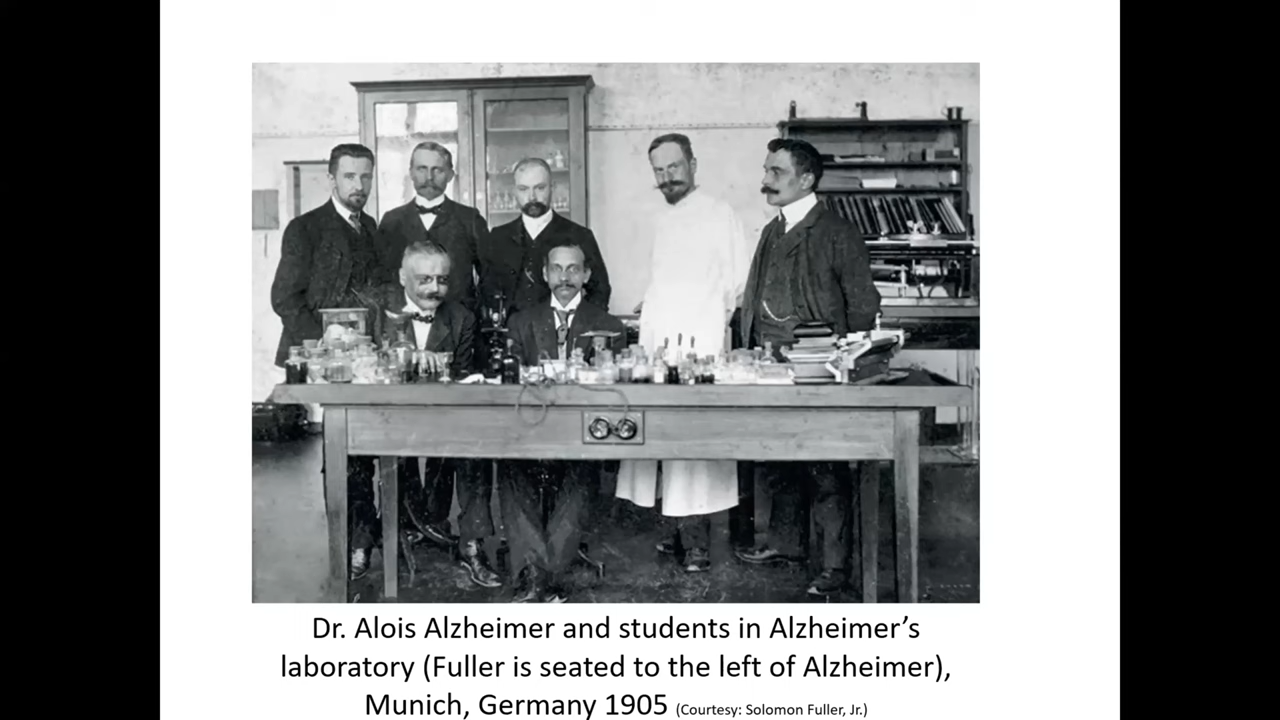 Dr. Alois Alzheimer and students in Alzheimer’s
laboratory (Fuller is seated to the left of Alzheimer),
Munich, Germany 1905 (Courtesy: Solomon Fuller, Jr.)